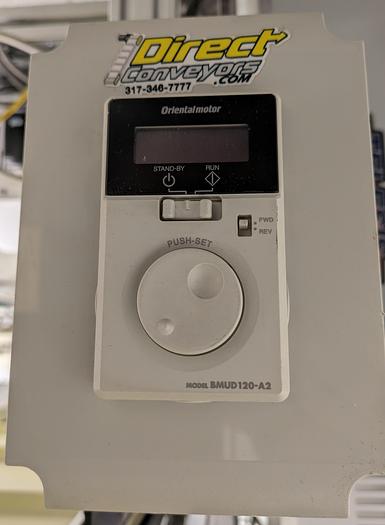 Direct
Conveyors
.COM
317-346-7777
Orientalmotor
STAND-BY RUN
FWD
REV
PUSH-SET
MODEL BMUD120-A2